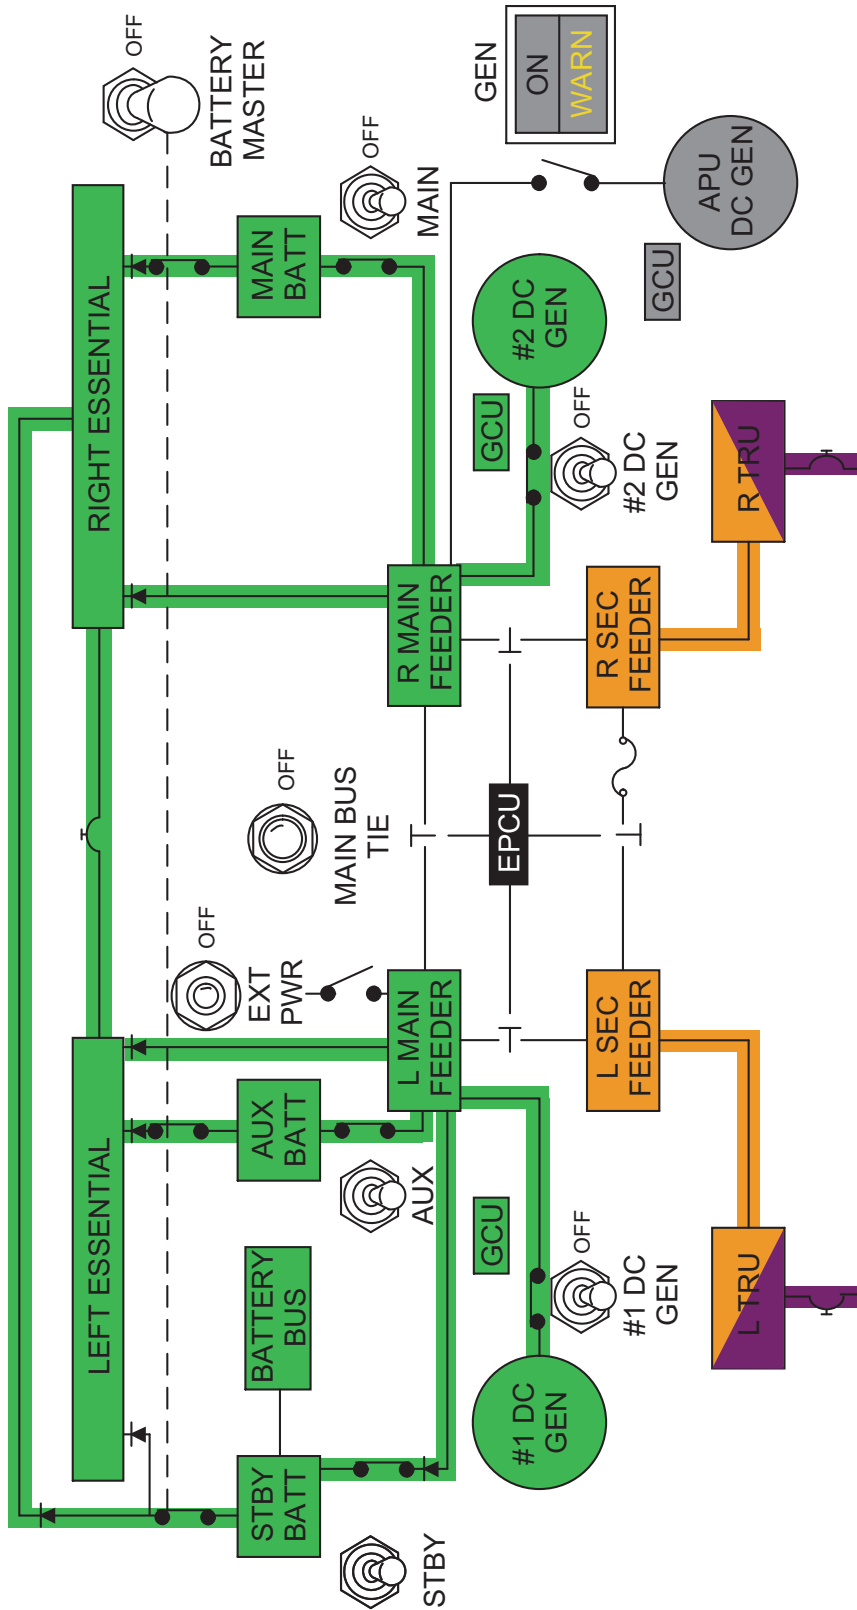 LEFT ESSENTIAL
RIGHT ESSENTIAL
OFF
BATTERY
MASTER
STBY
BATT
BATTERY
BUS
AUX
BATT
OFF
EXT
PWR
OFF
MAIN BUS
TIE
MAIN
BATT
OFF
MAIN
STBY
AUX
L MAIN
FEEDER
R MAIN
FEEDER
GEN
ON
WARN
GCU
EPCU
GCU
#1 DC
GEN
#2 DC
GEN
GCU
APU
DC GEN
OFF
#1 DC
GEN
OFF
#2 DC
GEN
L SEC
FEEDER
R SEC
FEEDER
L TRU
R TRU